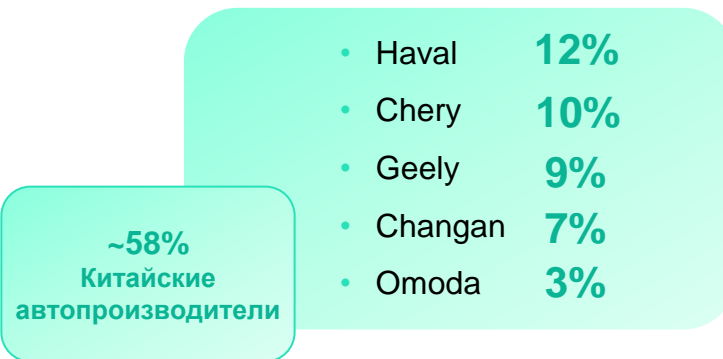 • Haval 12%
• Chery 10%
• Geely 9%
• Changan 7%
• Omoda 3%
~58%
Китайские
автопроизводители